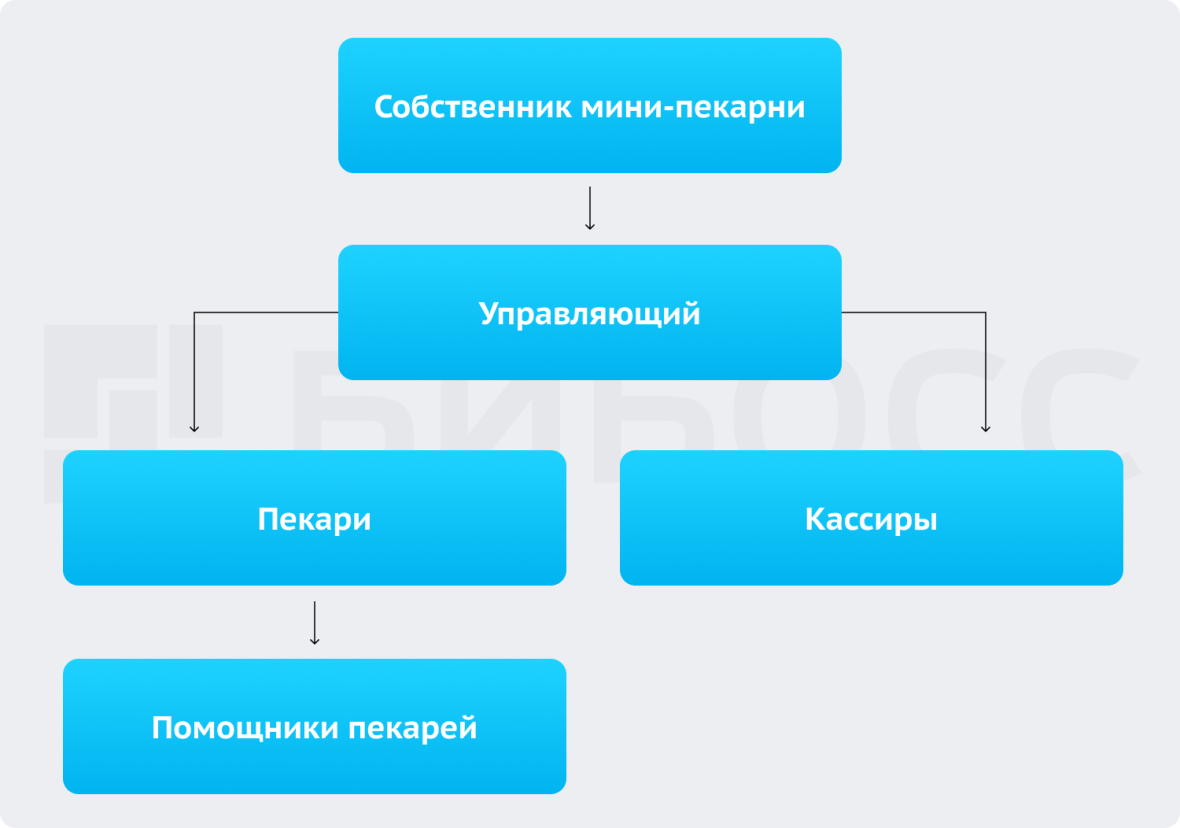 Собственник мини-пекарни
Управляющий
БИБОСС
Пекари
Кассиры
Помощники пекарей